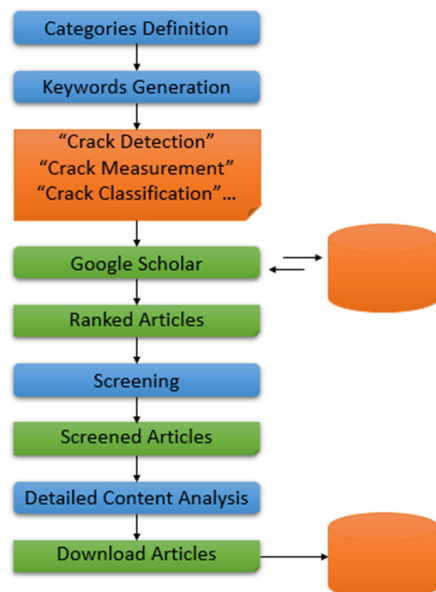 Categories Definition
Keywords Generation
“Crack Detection”
“Crack Measurement”
“Crack Classification”...
Google Scholar
Ranked Articles
Screening
Screened Articles
Detailed Content Analysis
Download Articles